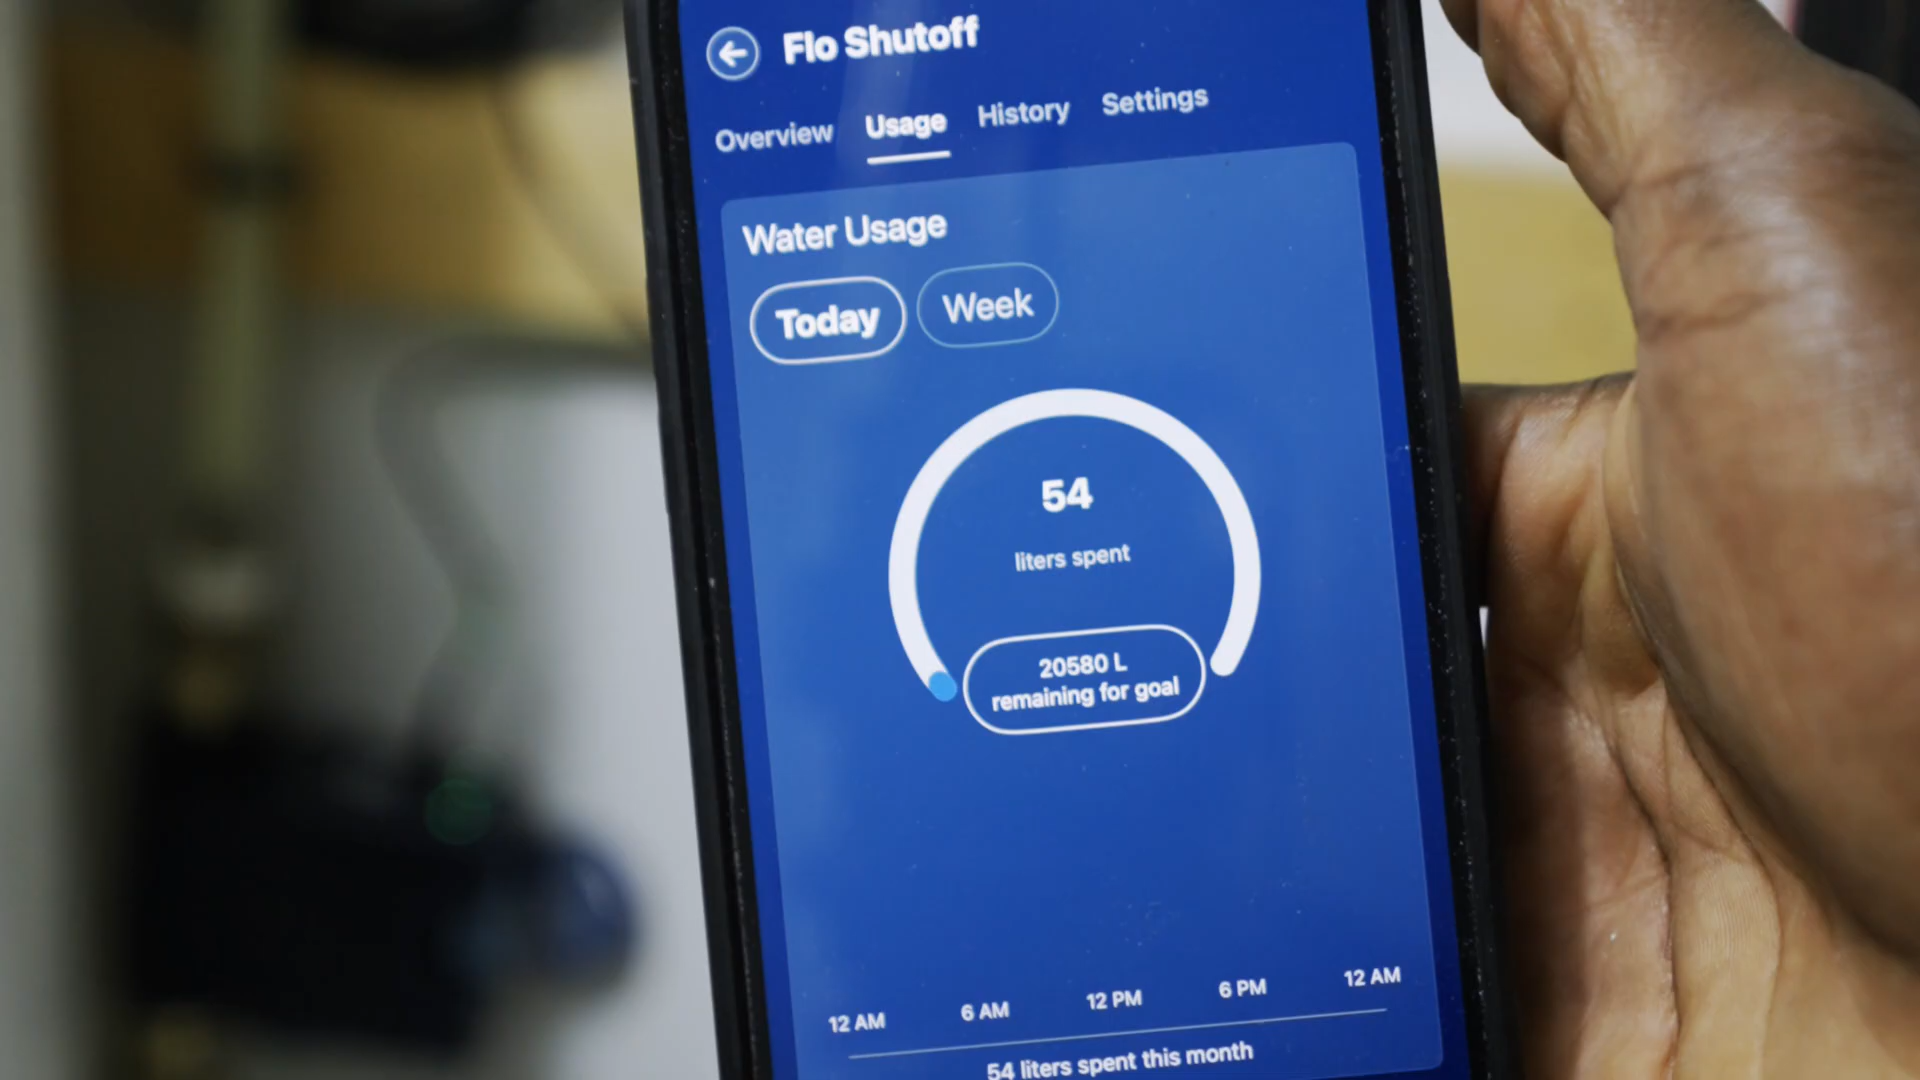 Flo Shutoff
Overview Usage History Settings
Water Usage
Today Week
54
liters spent
20580 L
remaining for goal
12 AM 6 AM 12 PM 6 PM 12 AM
54 liters spent this month